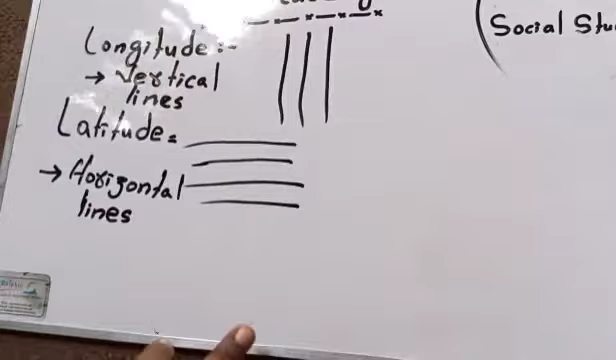 (Social Stu
Longitude:-
→ Vertical
lines
Latitude=
→ Horizontal
lines